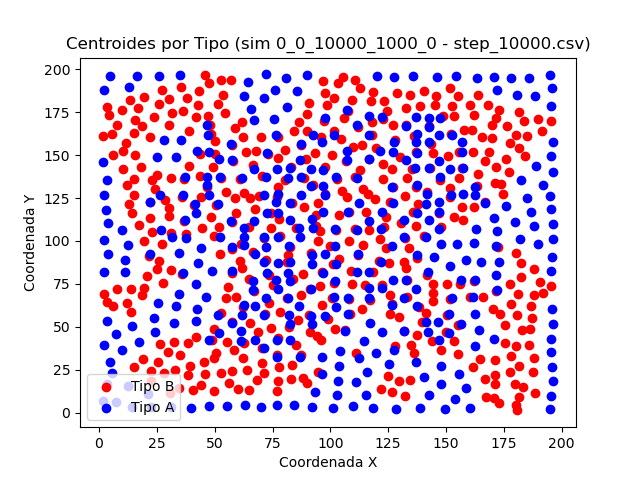 Centroides por Tipo (sim 0_0_10000_1000_0 - step_10000.csv)
200
175
150
125
100
75
50
25
0
Coordenada Y
Tipo B
Tipo A
0 25 50 75 100 125 150 175 200
Coordenada X